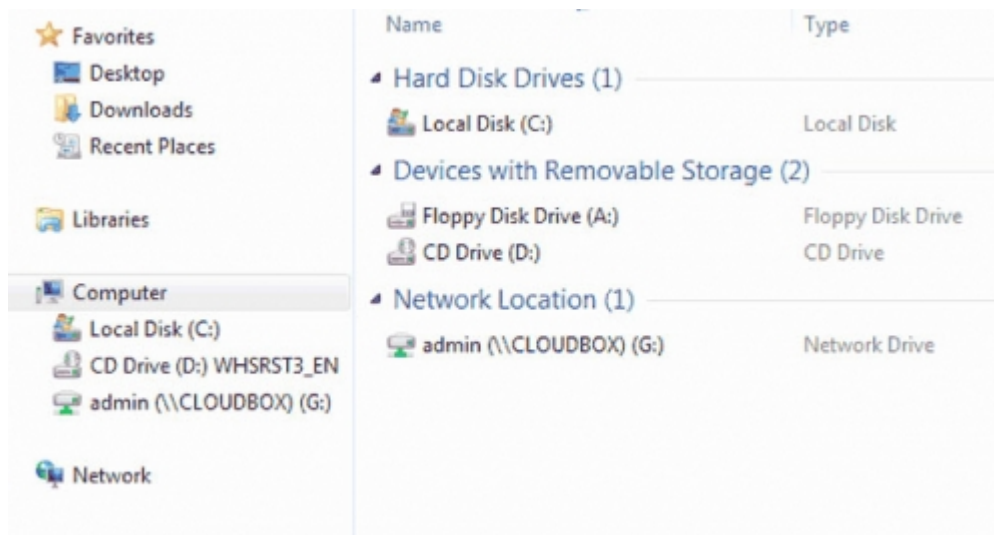 Favorites
Desktop
Downloads
Recent Places
Libraries
Computer
Local Disk (C:)
CD Drive (D:) WHSRST3_EN
admin (\\CLOUDBOX) (G:)
Network
Name Type
Hard Disk Drives (1)
Local Disk (C:) Local Disk
Devices with Removable Storage (2)
Floppy Disk Drive (A:) Floppy Disk Drive
CD Drive (D:) CD Drive
Network Location (1)
admin (\\CLOUDBOX) (G:) Network Drive